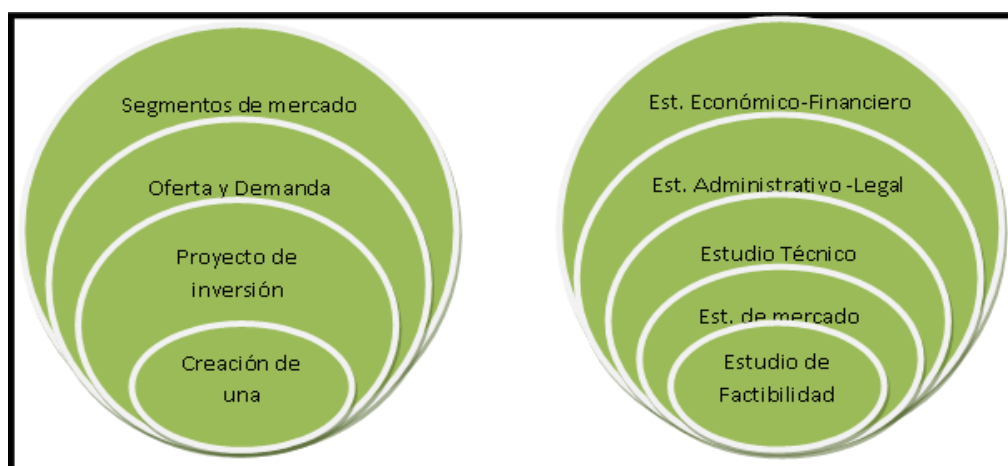 Segmentos de mercado
Oferta y Demanda
Proyecto de
inversión
Creación de
una
Est. Económico-Financiero
Est. Administrativo -Legal
Estudio Técnico
Est. de mercado
Estudio de
Factibilidad